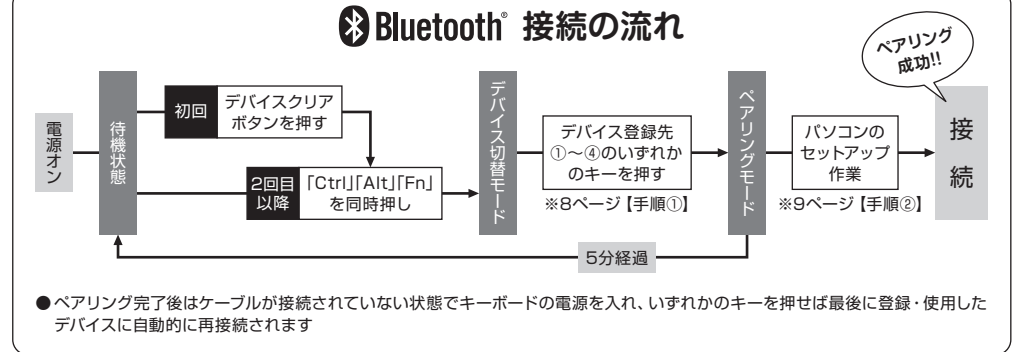 Bluetooth® 接続の流れ
ペアリング
成功!!
電源オン
待機状態
初回
デバイスクリア
ボタンを押す
2回目
以降
「Ctrl」「Alt」「Fn」
を同時押し
デバイス切替モード
デバイス登録先
①～④のいずれか
のキーを押す
※8ページ【手順①】
ペアリングモード
パソコンの
セットアップ
作業
※9ページ【手順②】
接続
5分経過
●ペアリング完了後はケーブルが接続されていない状態でキーボードの電源を入れ、いずれかのキーを押せば最後に登録・使用した
デバイスに自動的に再接続されます